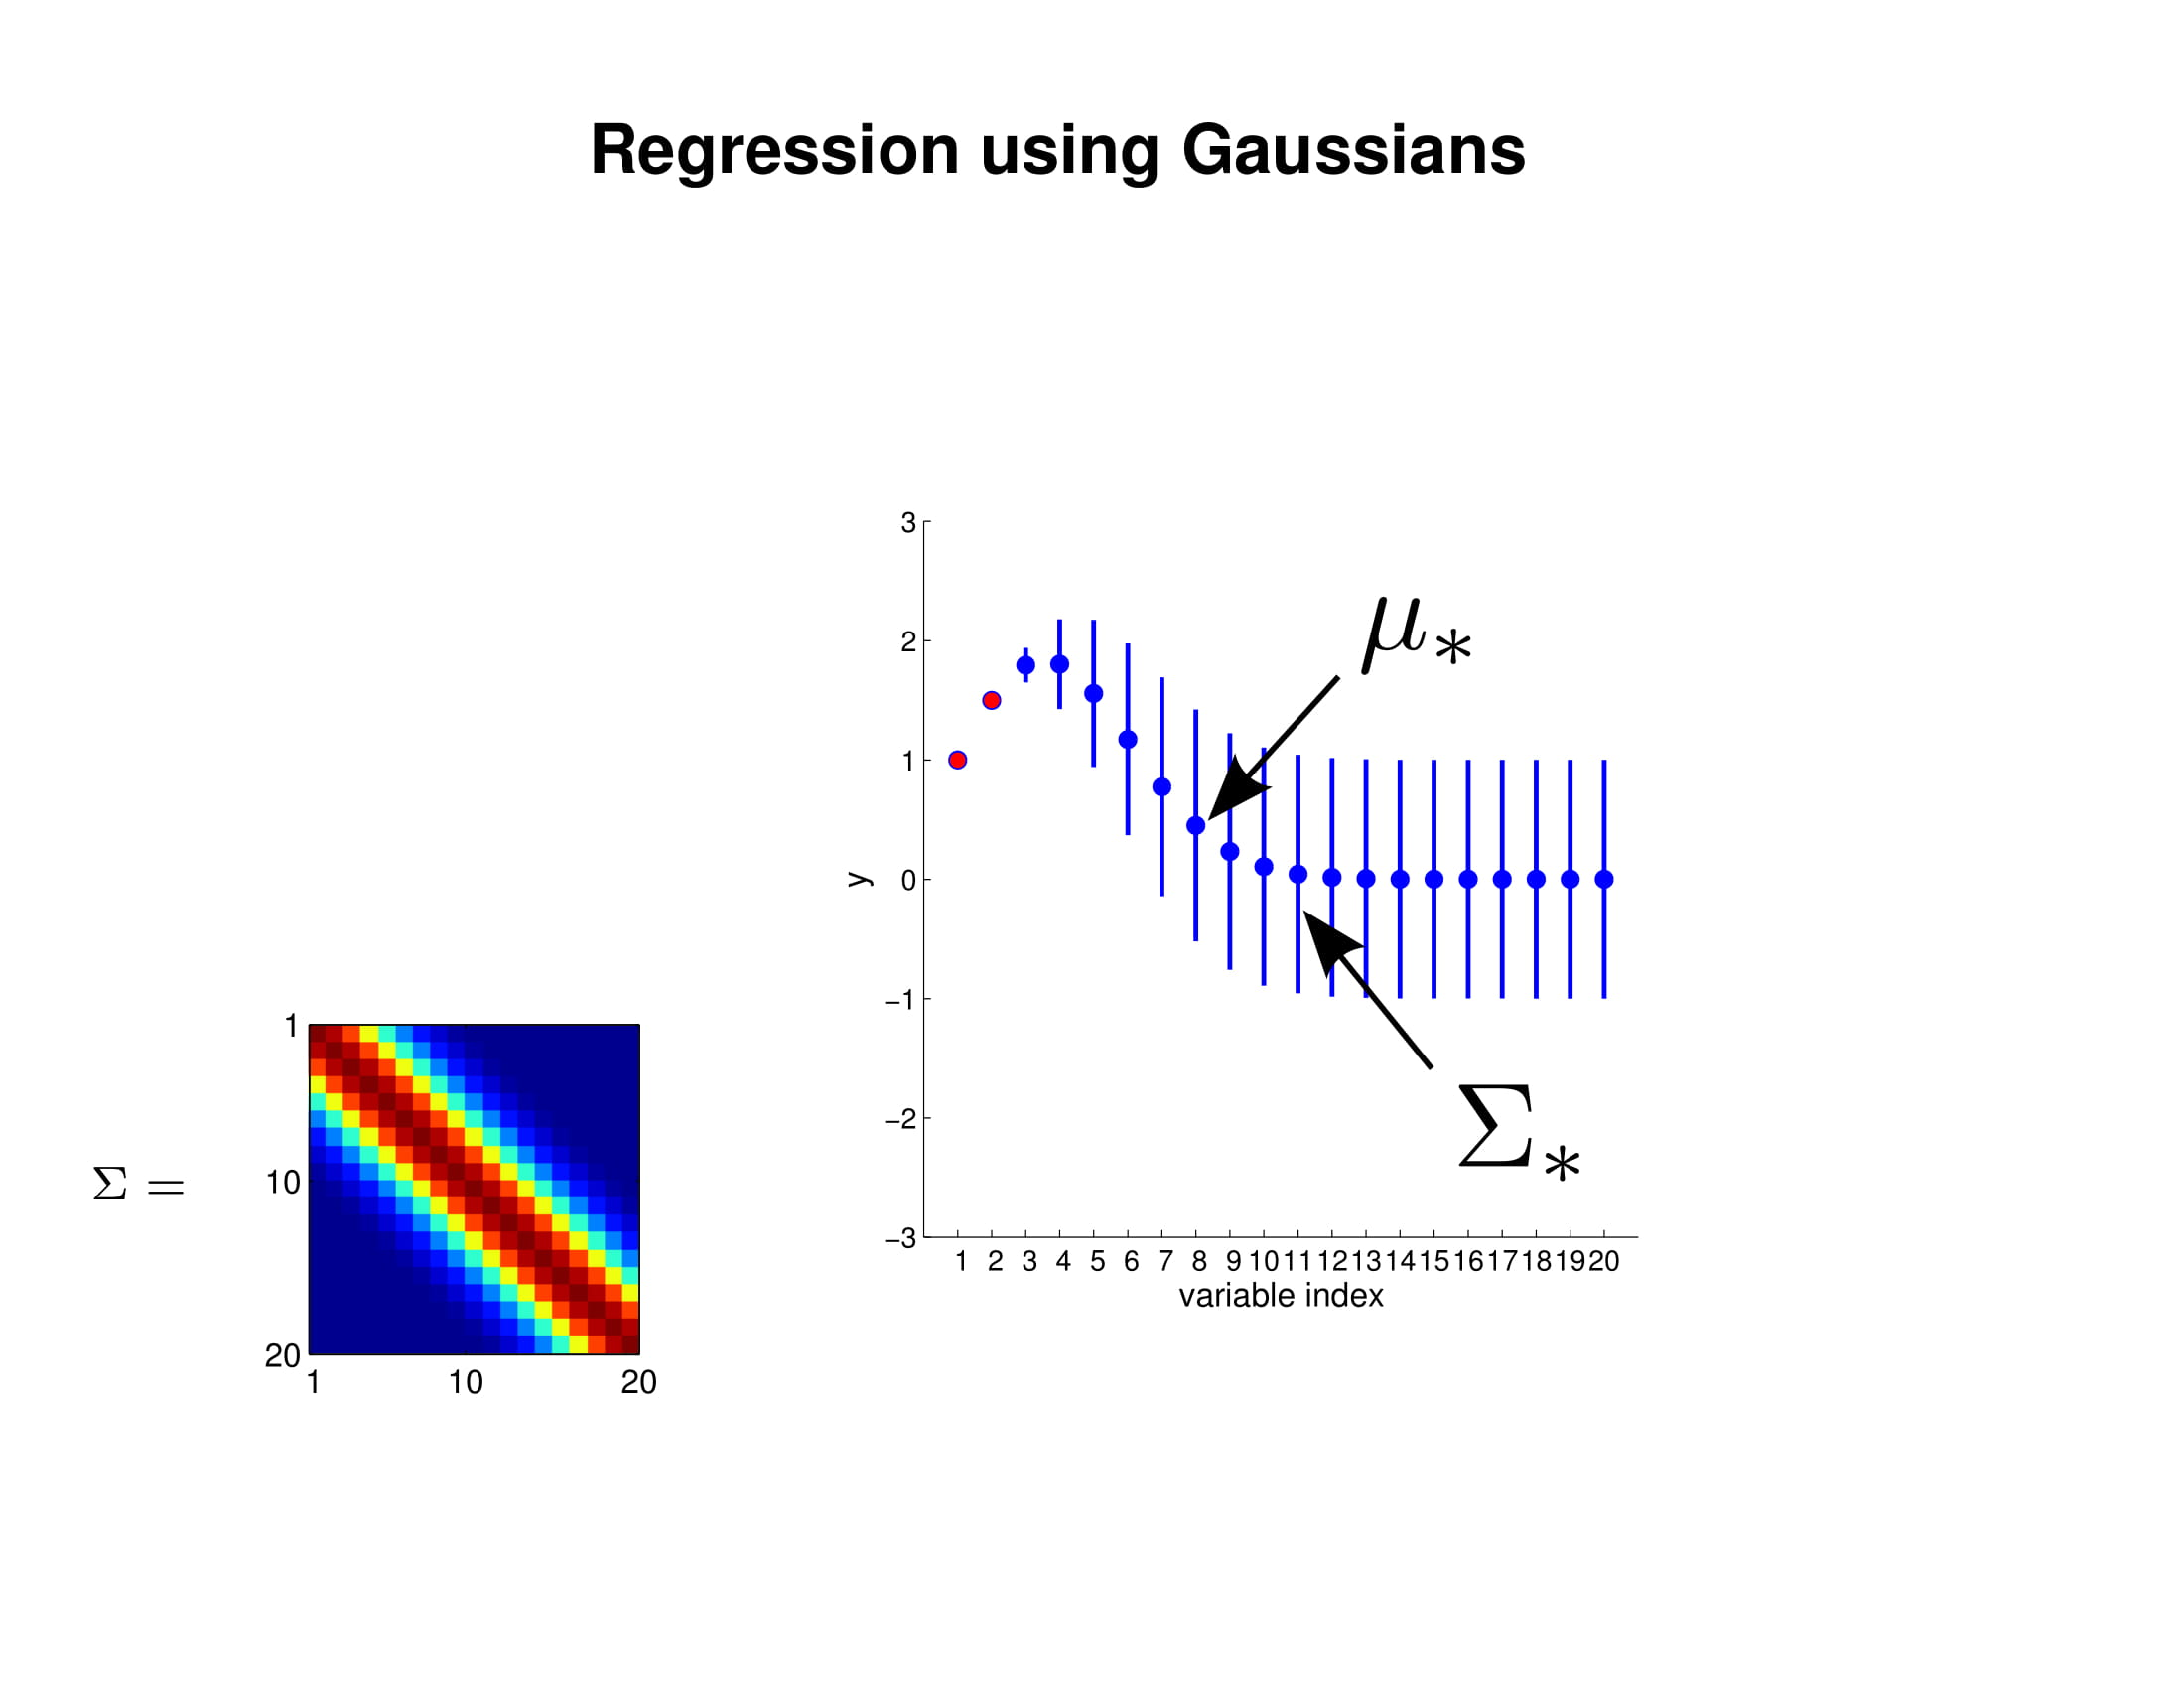 Regression using Gaussians
3
2
1
0
−1
−2
−3
y
μ*
Σ*
1 2 3 4 5 6 7 8 9 10 11 12 13 14 15 16 17 18 19 20
variable index
Σ =
1
10
20
1 10 20